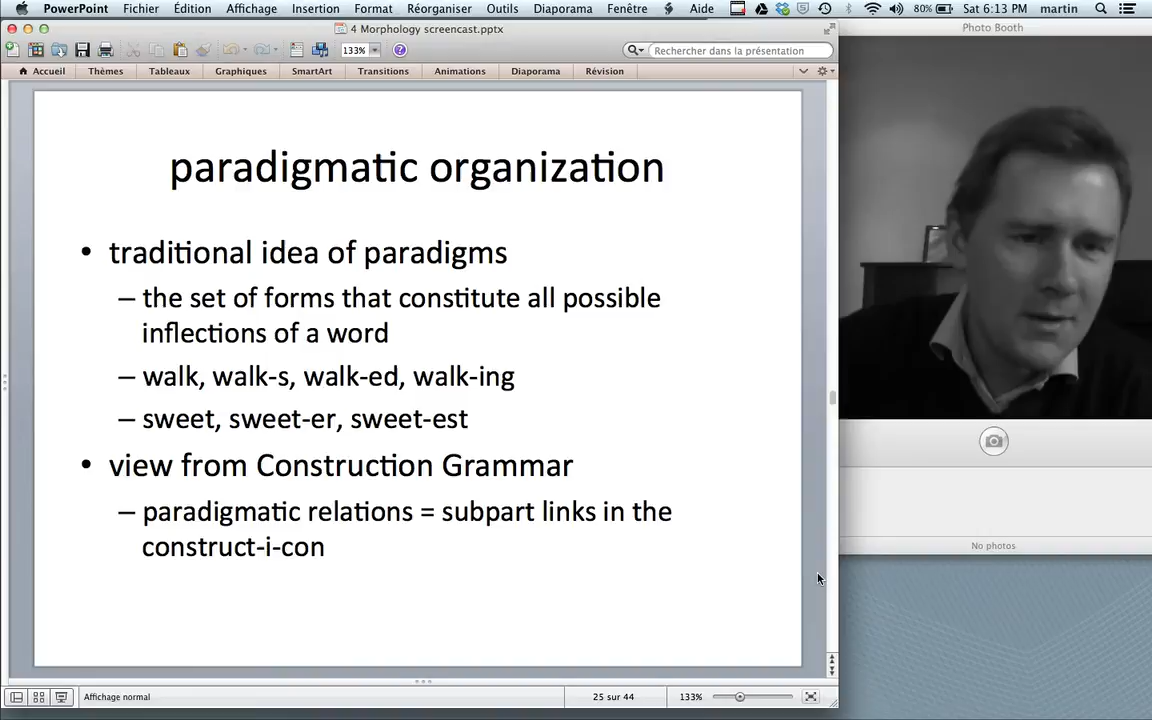 PowerPoint Fichier Édition Affichage Insertion Format Réorganiser Outils Diaporama Fenêtre Aide 80% Sat 6:13 PM martin
4 Morphology screencast.pptx
Photo Booth
133% Rechercher dans la présentation
Accueil Thèmes Tableaux Graphiques SmartArt Transitions Animations Diaporama Révision
paradigmatic organization
• traditional idea of paradigms
– the set of forms that constitute all possible
inflections of a word
– walk, walk-s, walk-ed, walk-ing
– sweet, sweet-er, sweet-est
• view from Construction Grammar
– paradigmatic relations = subpart links in the
construct-i-con
No photos
Affichage normal 25 sur 44 133%